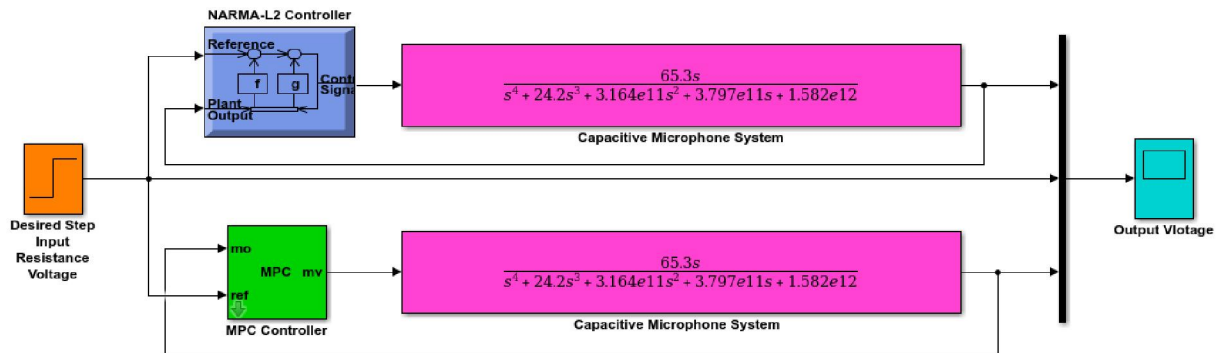 NARMA-L2 Controller
Reference
f
g
Plant
Output
Contr
Signa
65.3s
s⁴ + 24.2s³ + 3.164e11s² + 3.797e11s + 1.582e12
Capacitive Microphone System
Desired Step
Input
Resistance
Voltage
Output Vlotage
mo
MPC
mv
ref
MPC Controller
65.3s
s⁴ + 24.2s³ + 3.164e11s² + 3.797e11s + 1.582e12
Capacitive Microphone System